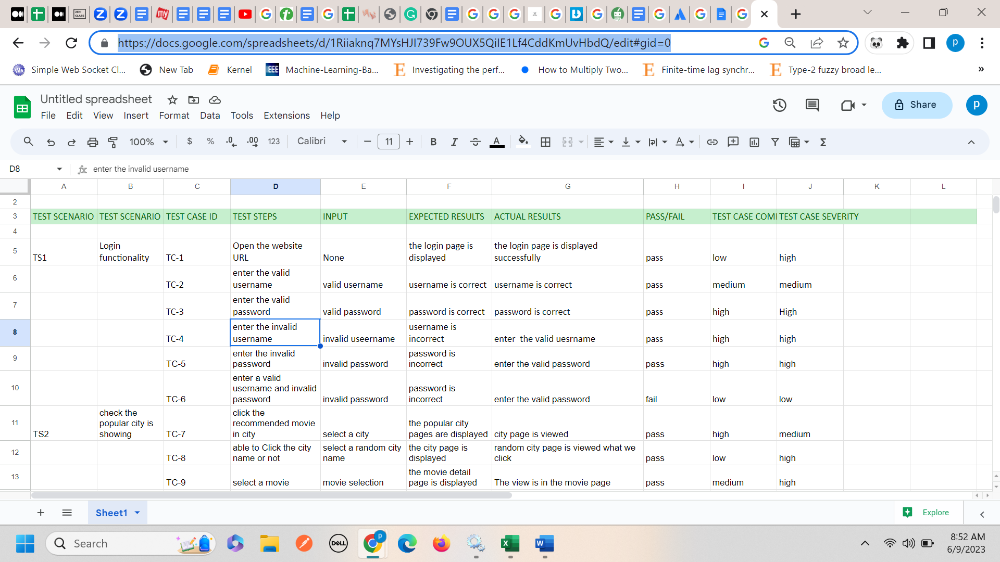 ZEN
CLASS
my
https://docs.google.com/spreadsheets/d/1Riiaknq7MYsHJI739Fw9OUX5QiIE1Lf4CddKmUvHbdQ/edit#gid=0
p
Ws Simple Web Socket Cl...
New Tab
Kernel
IEEE Machine-Learning-Ba...
E Investigating the perf...
How to Multiply Two...
E Finite-time lag synchr...
E Type-2 fuzzy broad le...
»
Untitled spreadsheet
File Edit View Insert Format Data Tools Extensions Help
Share
p
100% $ % .0 .00 123 Calibri 11 B I S A Σ
D8 fx enter the invalid username
A B C D E F G H I J K L
2
3 TEST SCENARIO TEST SCENARIO TEST CASE ID TEST STEPS INPUT EXPECTED RESULTS ACTUAL RESULTS PASS/FAIL TEST CASE COMI TEST CASE SEVERITY
4
5 TS1 Login functionality TC-1 Open the website URL None the login page is displayed the login page is displayed successfully pass low high
6 TC-2 enter the valid username valid username username is correct username is correct pass medium medium
7 TC-3 enter the valid password valid password password is correct password is correct pass high High
8 TC-4 enter the invalid username invalid useername username is incorrect enter  the valid uesrname pass high high
9 TC-5 enter the invalid password invalid password password is incorrect enter the valid password pass high high
10 TC-6 enter a valid username and invalid password invalid password password is incorrect enter the valid password fail low low
11 TS2 check the popular city is showing TC-7 click the recommended movie in city select a city the popular city pages are displayed city page is viewed pass high medium
12 TC-8 able to Click the city name or not select a random city name the city page is displayed random city page is viewed what we click pass low high
13 TC-9 select a movie movie selection the movie detail page is displayed The view is in the movie page pass medium high
+ Sheet1 Explore
Search
DELL
p
X
W
8:52 AM
6/9/2023